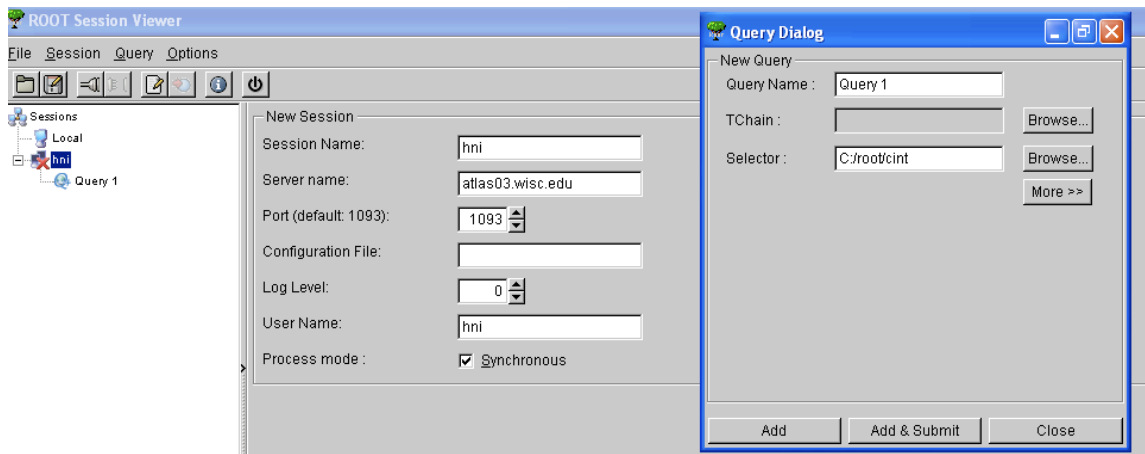 ROOT Session Viewer
File Session Query Options
Sessions
Local
hni
Query 1
New Session
Session Name: hni
Server name: atlas03.wisc.edu
Port (default: 1093): 1093
Configuration File:
Log Level: 0
User Name: hni
Process mode : Synchronous
Query Dialog
New Query
Query Name : Query 1
TChain : Browse...
Selector : C:/root/cint Browse...
More >>
Add Add & Submit Close